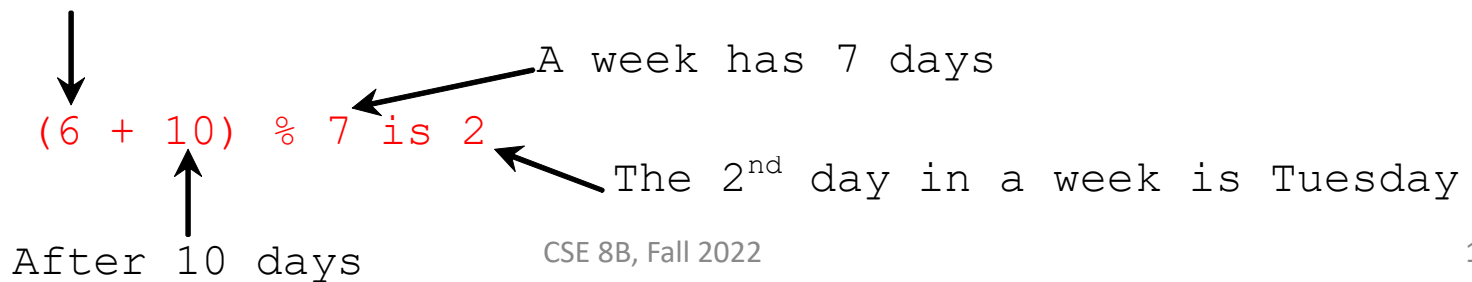 A week has 7 days
(6 + 10) % 7 is 2
The 2nd day in a week is Tuesday
After 10 days
CSE 8B, Fall 2022